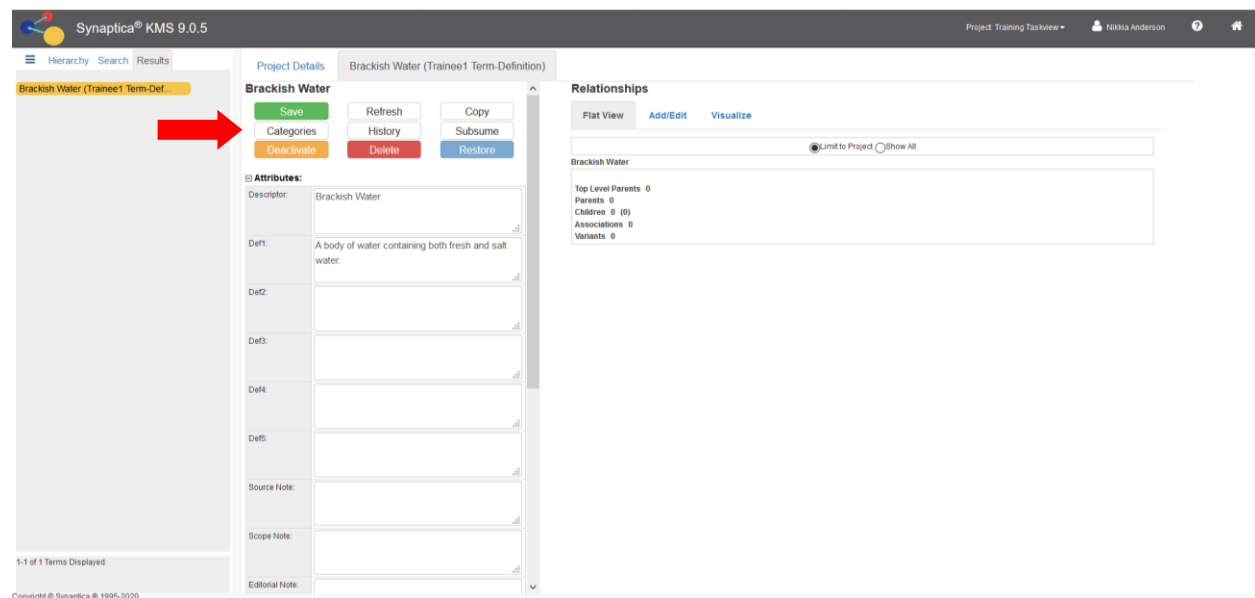 Synaptica® KMS 9.0.5
Project: Training Taskview
Nikkia Anderson
?
Hierarchy Search Results
Brackish Water (Trainee1 Term-Def...
1-1 of 1 Terms Displayed
Copyright © Synaptica ® 1995-2020
Project Details
Brackish Water (Trainee1 Term-Definition)
Brackish Water
Save Refresh Copy
Categories History Subsume
Deactivate Delete Restore
Attributes:
Descriptor: Brackish Water
Def1: A body of water containing both fresh and salt
water.
Def2:
Def3:
Def4:
Def5:
Source Note:
Scope Note:
Editorial Note:
Relationships
Flat View Add/Edit Visualize
Limit to Project Show All
Brackish Water
Top Level Parents 0
Parents 0
Children 0 (0)
Associations 0
Variants 0